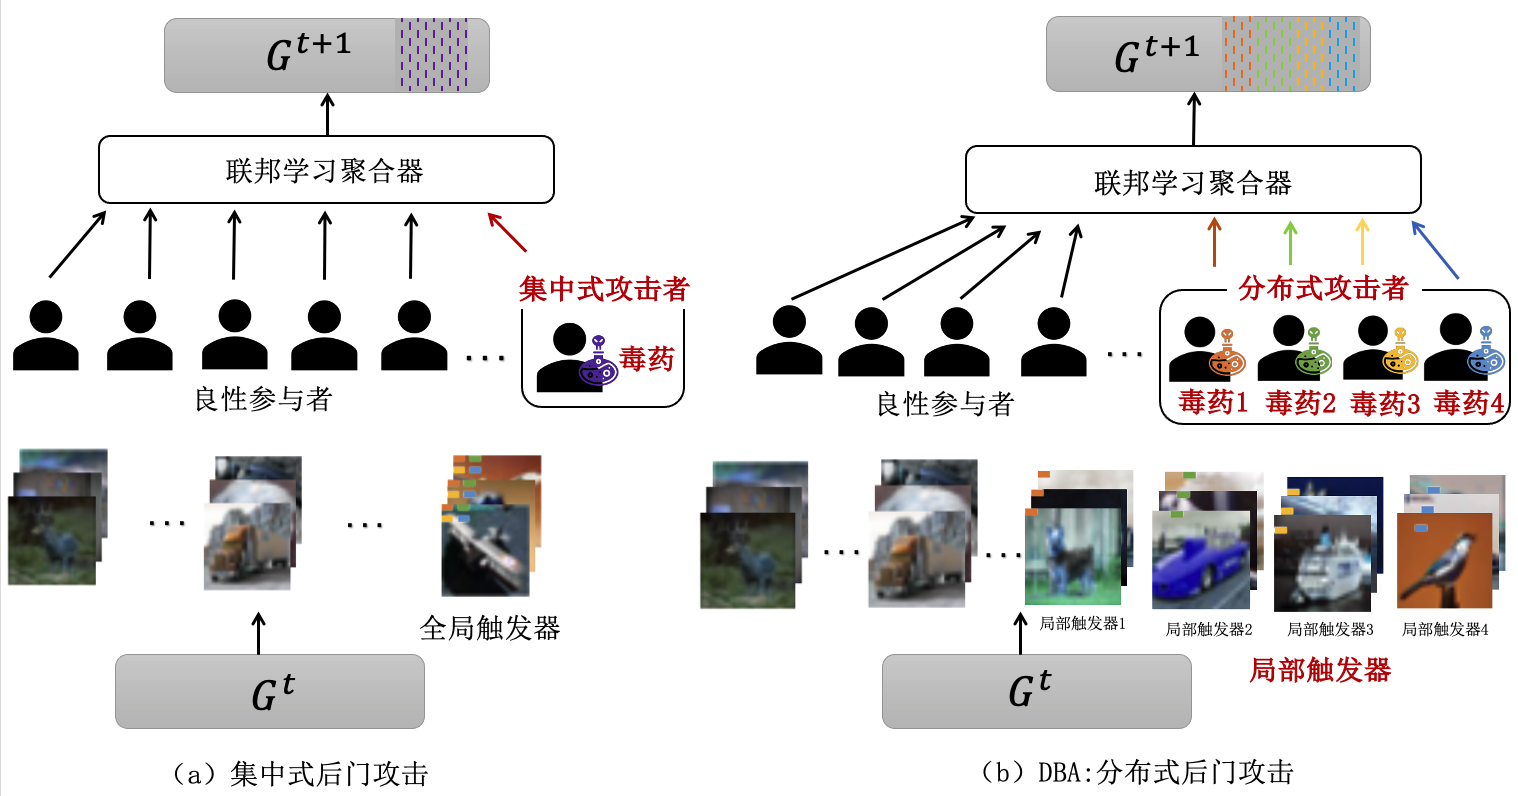 G^{t+1}
联邦学习聚合器
集中式攻击者
毒药
...
良性参与者
... ...
全局触发器
G^t
（a）集中式后门攻击
G^{t+1}
联邦学习聚合器
分布式攻击者
...
毒药1 毒药2 毒药3 毒药4
良性参与者
... ...
局部触发器1 局部触发器2 局部触发器3 局部触发器4
局部触发器
G^t
（b）DBA:分布式后门攻击